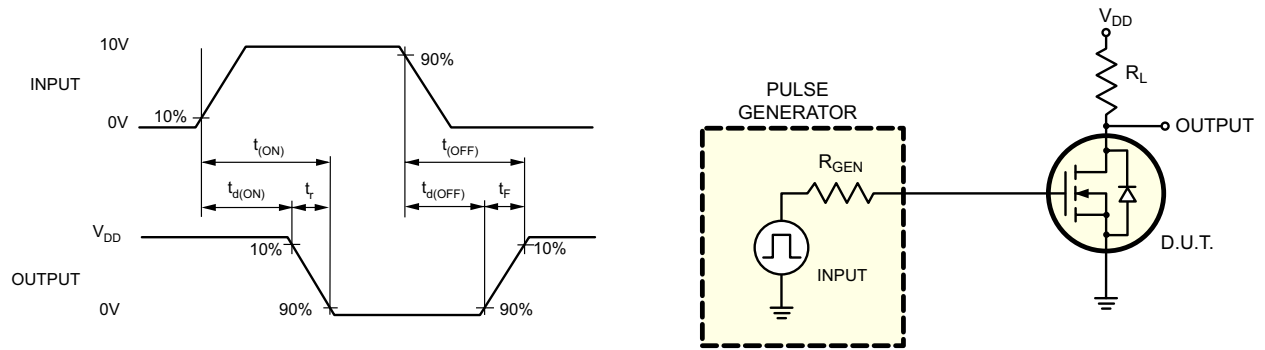 10V
INPUT
10%
0V
90%
t(ON)
t(OFF)
td(ON)
tr
td(OFF)
tF
VDD
10%
10%
OUTPUT
0V
90%
90%
VDD
RL
PULSE
GENERATOR
OUTPUT
RGEN
INPUT
D.U.T.